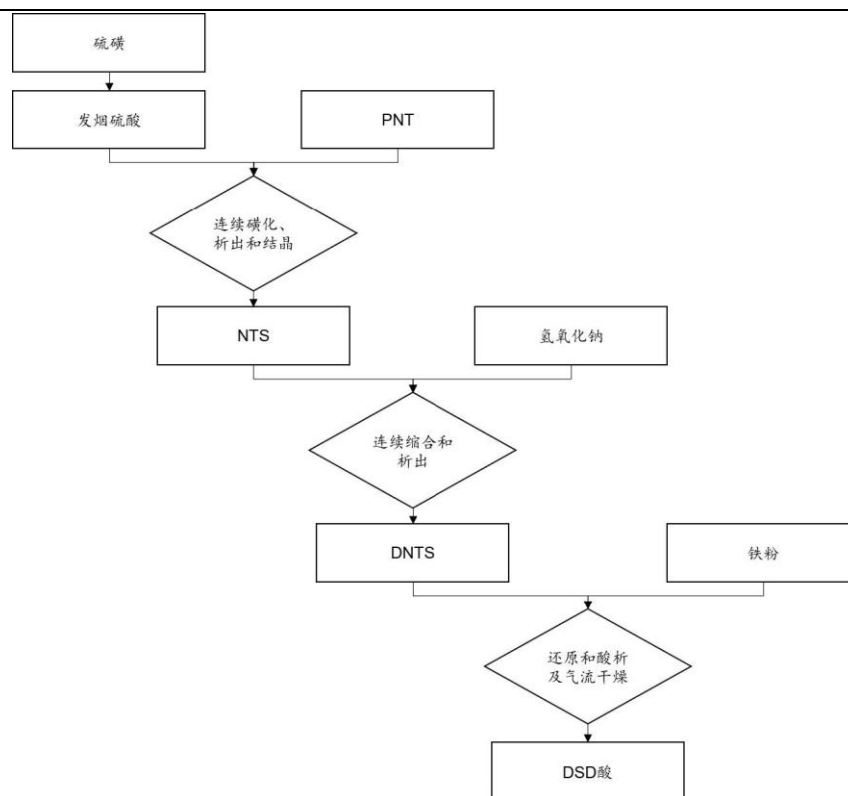 硫磺
发烟硫酸
PNT
连续磺化、
析出和结晶
NTS
氢氧化钠
连续缩合和
析出
DNTS
铁粉
还原和酸析
及气流干燥
DSD酸